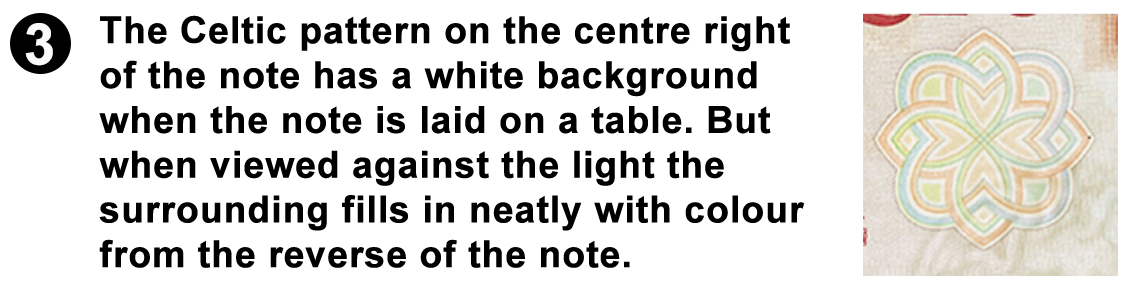 3 The Celtic pattern on the centre right
of the note has a white background
when the note is laid on a table. But
when viewed against the light the
surrounding fills in neatly with colour
from the reverse of the note.